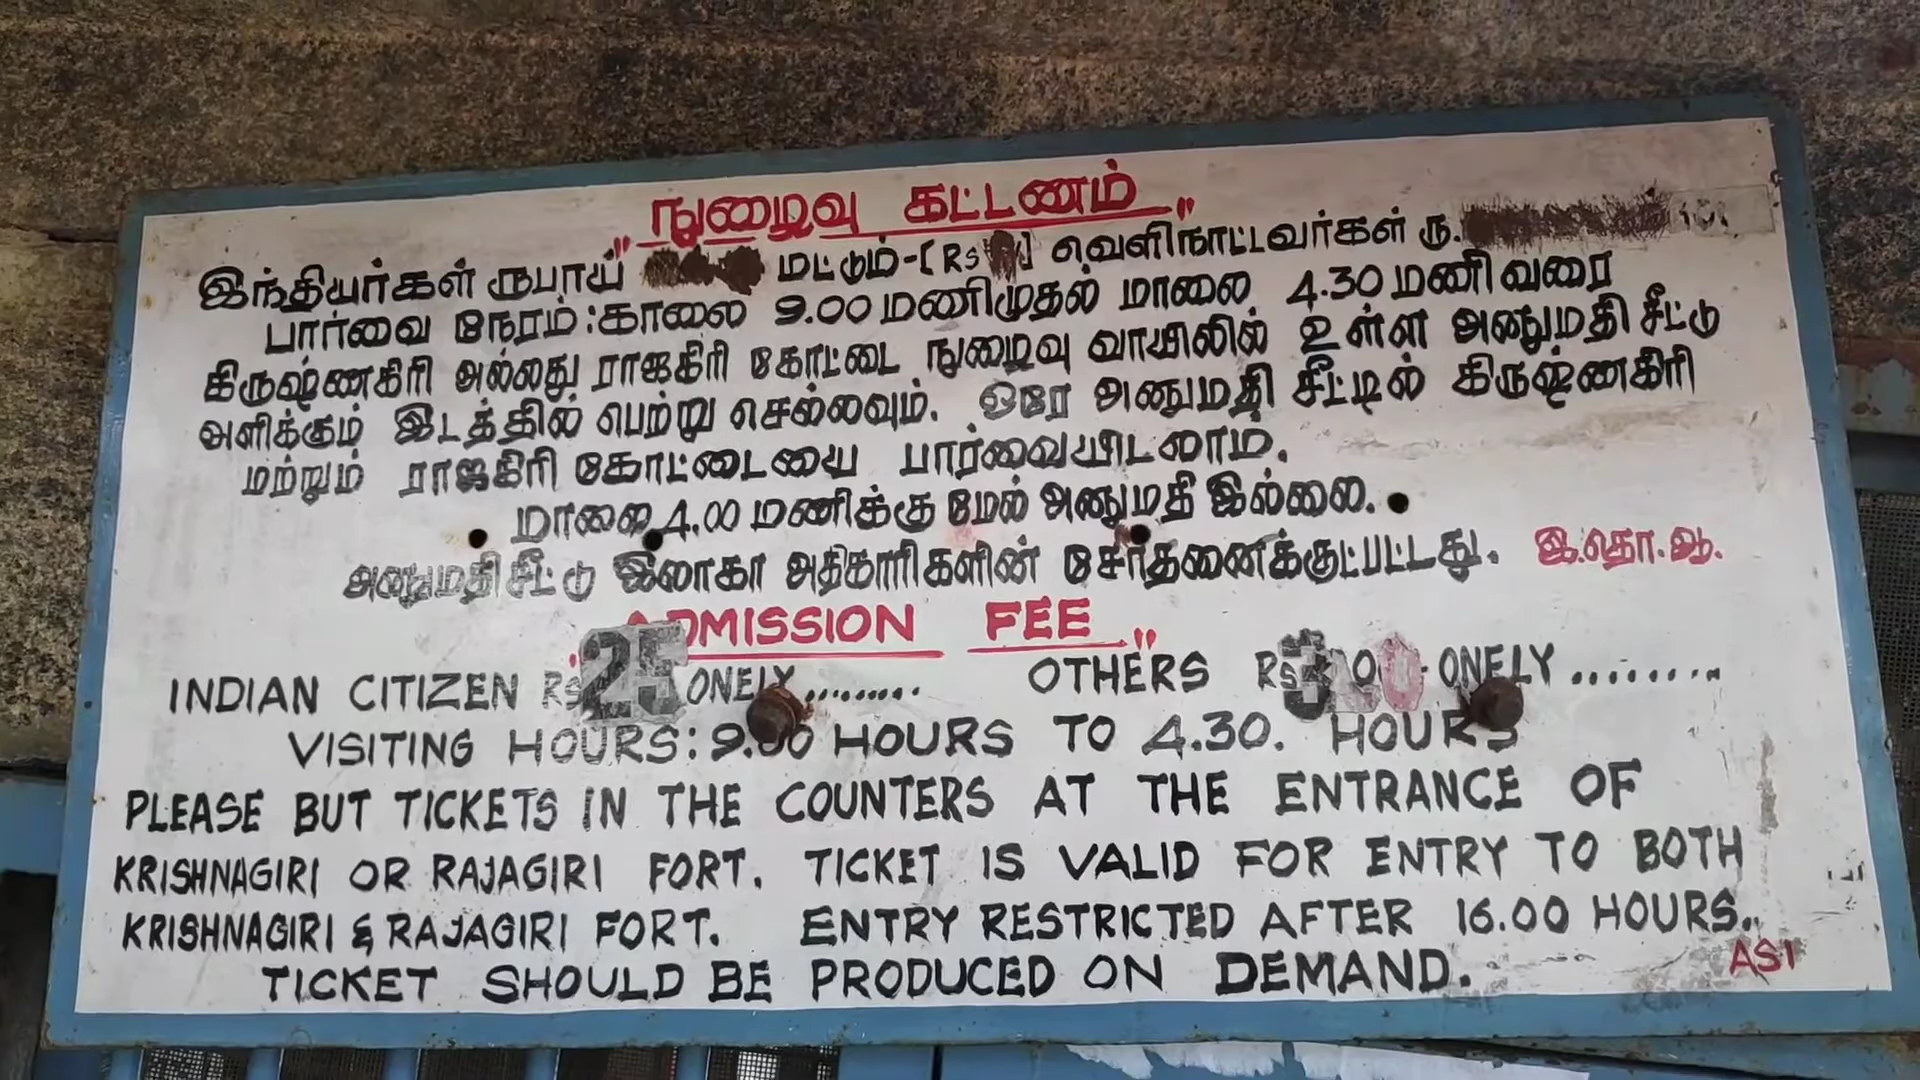 "நுழைவு கட்டணம்"
இந்தியர்கள் ரூபாய் மட்டும்-[Rs ] வெளிநாட்டவர்கள் ரு.
பார்வை நேரம்:காலை 9.00 மணிமுதல் மாலை 4.30 மணி வரை
கிருஷ்ணகிரி அல்லது ராஜகிரி கோட்டை நுழைவு வாயிலில் உள்ள அனுமதி சீட்டு
அளிக்கும் இடத்தில் பெற்று செல்லவும். ஒரே அனுமதி சீட்டில் கிருஷ்ணகிரி
மற்றும் ராஜகிரி கோட்டையை பார்வையிடலாம்.
மாலை 4.00 மணிக்கு மேல் அனுமதி இல்லை.
அனுமதிசீட்டு இலாகா அதிகாரிகளின் சோதணைக்குட்பட்டது. இ.தொ.ஆ.
"ADMISSION FEE"
INDIAN CITIZEN Rs 25 ONELY......... OTHERS Rs 300 ONELY........
VISITING HOURS: 9.00 HOURS TO 4.30. HOURS
PLEASE BUT TICKETS IN THE COUNTERS AT THE ENTRANCE OF
KRISHNAGIRI OR RAJAGIRI FORT. TICKET IS VALID FOR ENTRY TO BOTH
KRISHNAGIRI & RAJAGIRI FORT. ENTRY RESTRICTED AFTER 16.00 HOURS..
TICKET SHOULD BE PRODUCED ON DEMAND. ASI